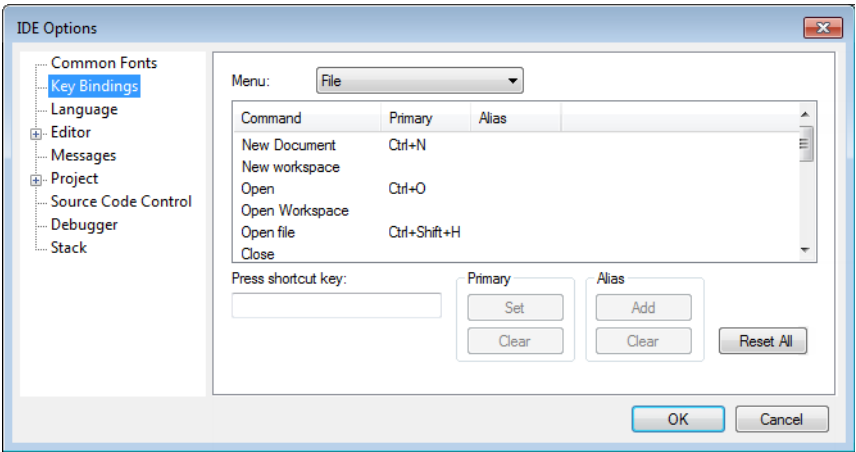 IDE Options
Common Fonts
Key Bindings
Language
Editor
Messages
Project
Source Code Control
Debugger
Stack
Menu: File
Command Primary Alias
New Document Ctrl+N
New workspace
Open Ctrl+O
Open Workspace
Open file Ctrl+Shift+H
Close
Press shortcut key: Primary Alias
Set Add
Clear Clear Reset All
OK Cancel